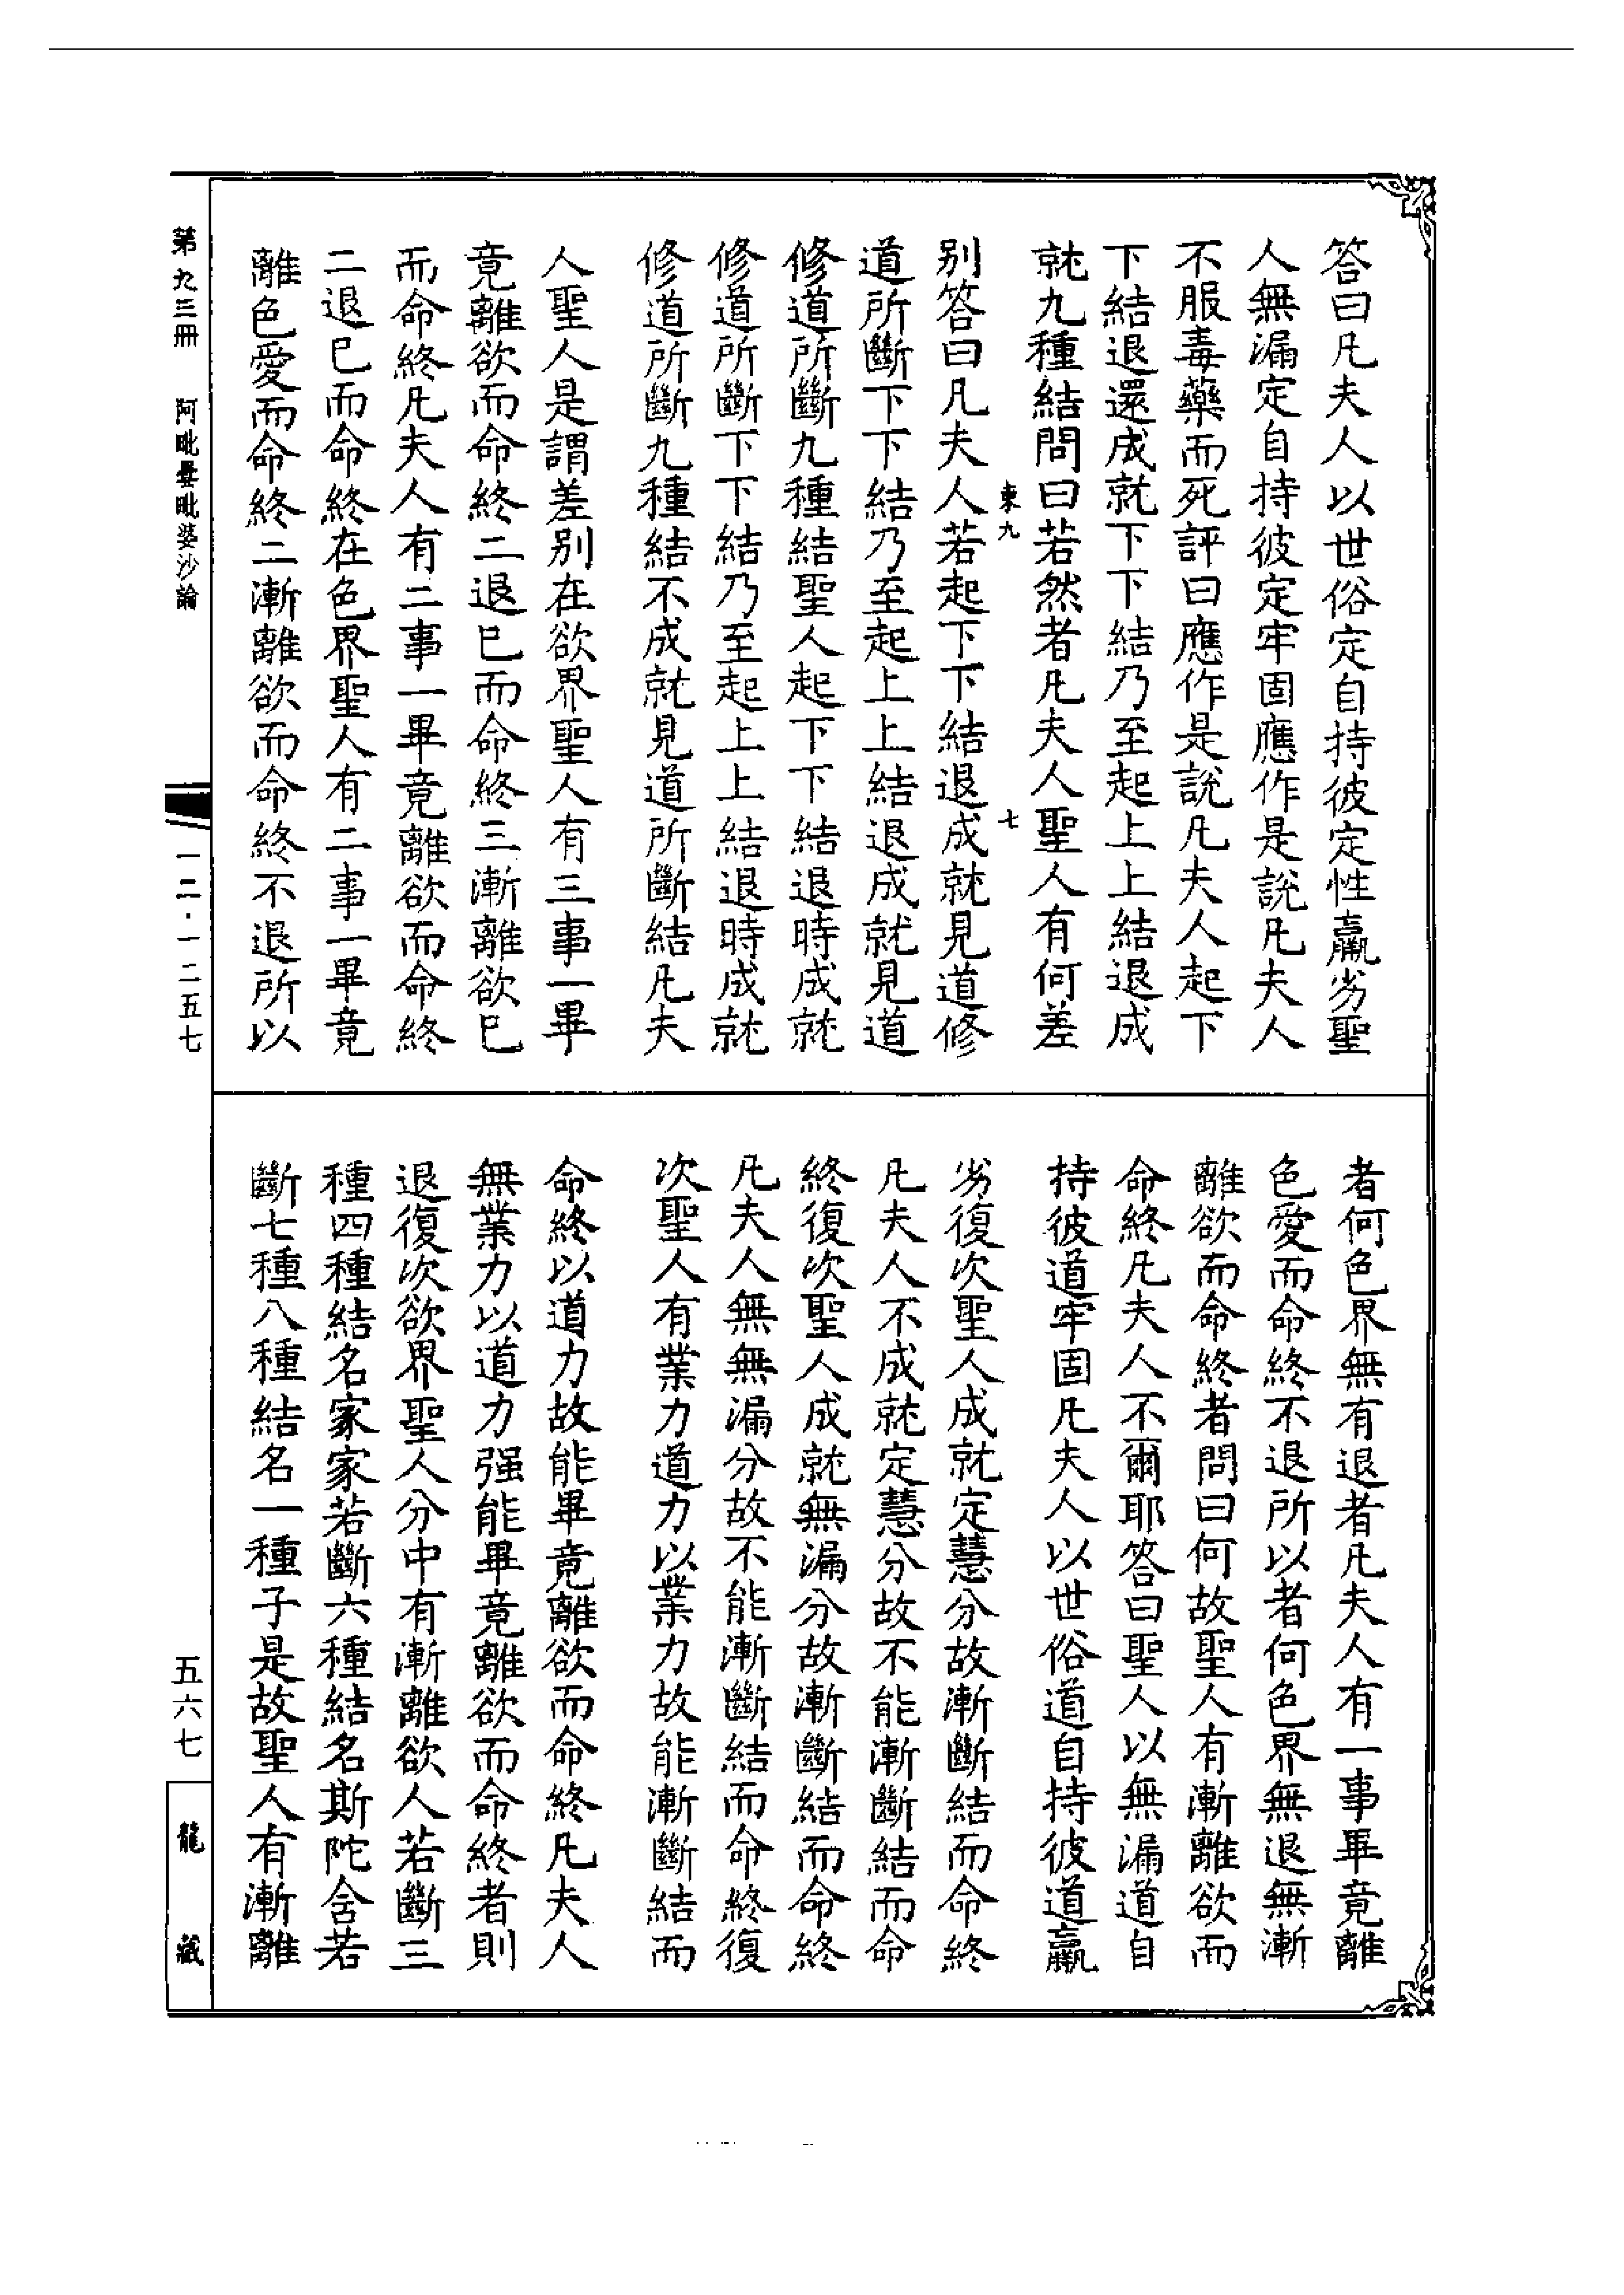 答曰凡夫人以世俗定自持彼定性羸劣聖
人無漏定自持彼定牢固應作是說凡夫人
不服毒藥而死評曰應作是說凡夫人起下
下結退還成就下下結乃至起上上結退成
就九種結問曰若然者凡夫人聖人有何差
東九 七
別答曰凡夫人若起下下結退成就見道修
道所斷下下結乃至起上上結退成就見道
修道所斷九種結聖人起下下結退時成就
修道所斷下下結乃至起上上結退時成就
修道所斷九種結不成就見道所斷結凡夫
人聖人是謂差別在欲界聖人有三事一畢
竟離欲而命終二退已而命終三漸離欲已
而命終凡夫人有二事一畢竟離欲而命終
二退已而命終在色界聖人有二事一畢竟
離色愛而命終二漸離欲而命終不退所以
者何色界無有退者凡夫人有一事畢竟離
色愛而命終不退所以者何色界無退無漸
離欲而命終者問曰何故聖人有漸離欲而
命終凡夫人不爾耶答曰聖人以無漏道自
持彼道牢固凡夫人以世俗道自持彼道羸
劣復次聖人成就定慧分故漸斷結而命終
凡夫人不成就定慧分故不能漸斷結而命
終復次聖人成就無漏分故漸斷結而命終
凡夫人無無漏分故不能漸斷結而命終復
次聖人有業力道力以業力故能漸斷結而
命終以道力故能畢竟離欲而命終凡夫人
無業力以道力强能畢竟離欲而命終者則
退復次欲界聖人分中有漸離欲人若斷三
種四種結名家家若斷六種結名斯陀含若
斷七種八種結名一種子是故聖人有漸離
第九三冊 阿毗曇毗婆沙論
一二·一二五七
五六七
龍藏